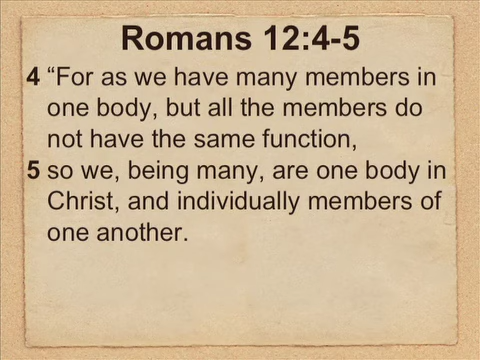 Romans 12:4-5
4 “For as we have many members in
one body, but all the members do
not have the same function,
5 so we, being many, are one body in
Christ, and individually members of
one another.